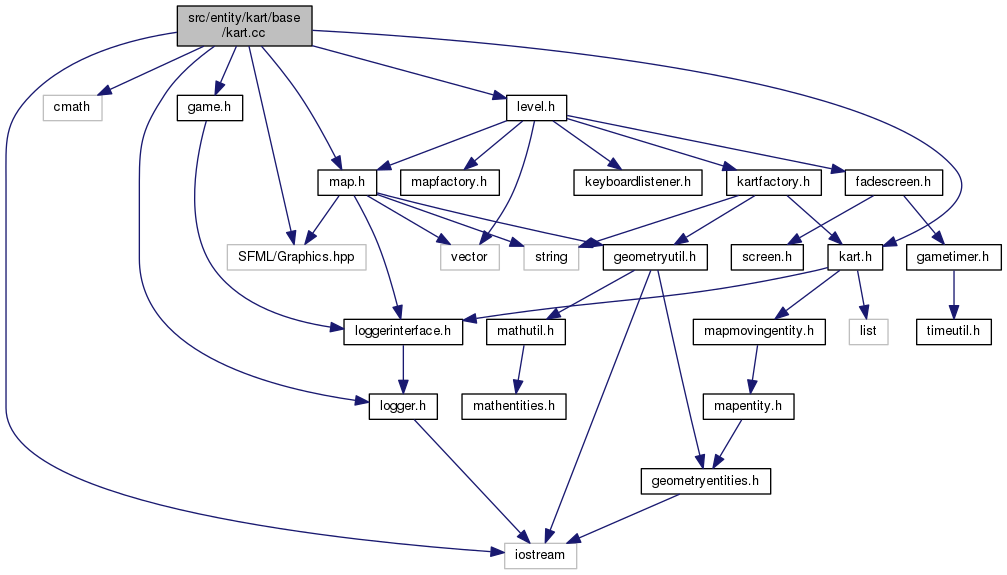 src/entity/kart/base
/kart.cc
cmath
game.h
level.h
map.h
mapfactory.h
keyboardlistener.h
kartfactory.h
fadescreen.h
SFML/Graphics.hpp
vector
string
geometryutil.h
screen.h
kart.h
gametimer.h
loggerinterface.h
mathutil.h
mapmovingentity.h
list
timeutil.h
logger.h
mathentities.h
mapentity.h
geometryentities.h
iostream